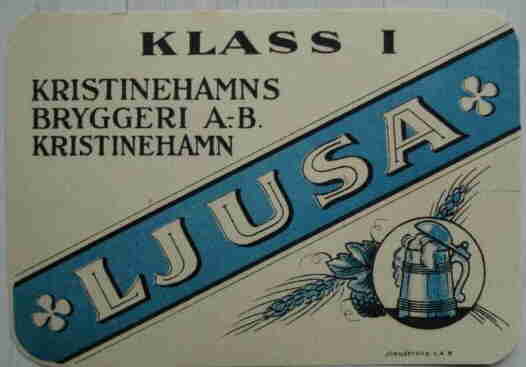 KLASS I
KRISTINEHAMNS
BRYGGERI A.-B.
KRISTINEHAMN
LJUSA